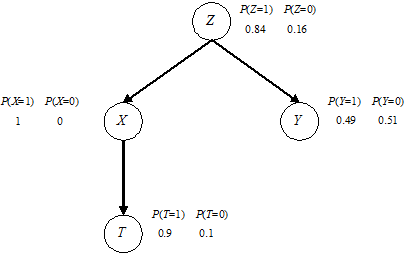 Z
P(Z=1) P(Z=0)
0.84 0.16
P(X=1) P(X=0)
1 0
X
Y
P(Y=1) P(Y=0)
0.49 0.51
T
P(T=1) P(T=0)
0.9 0.1